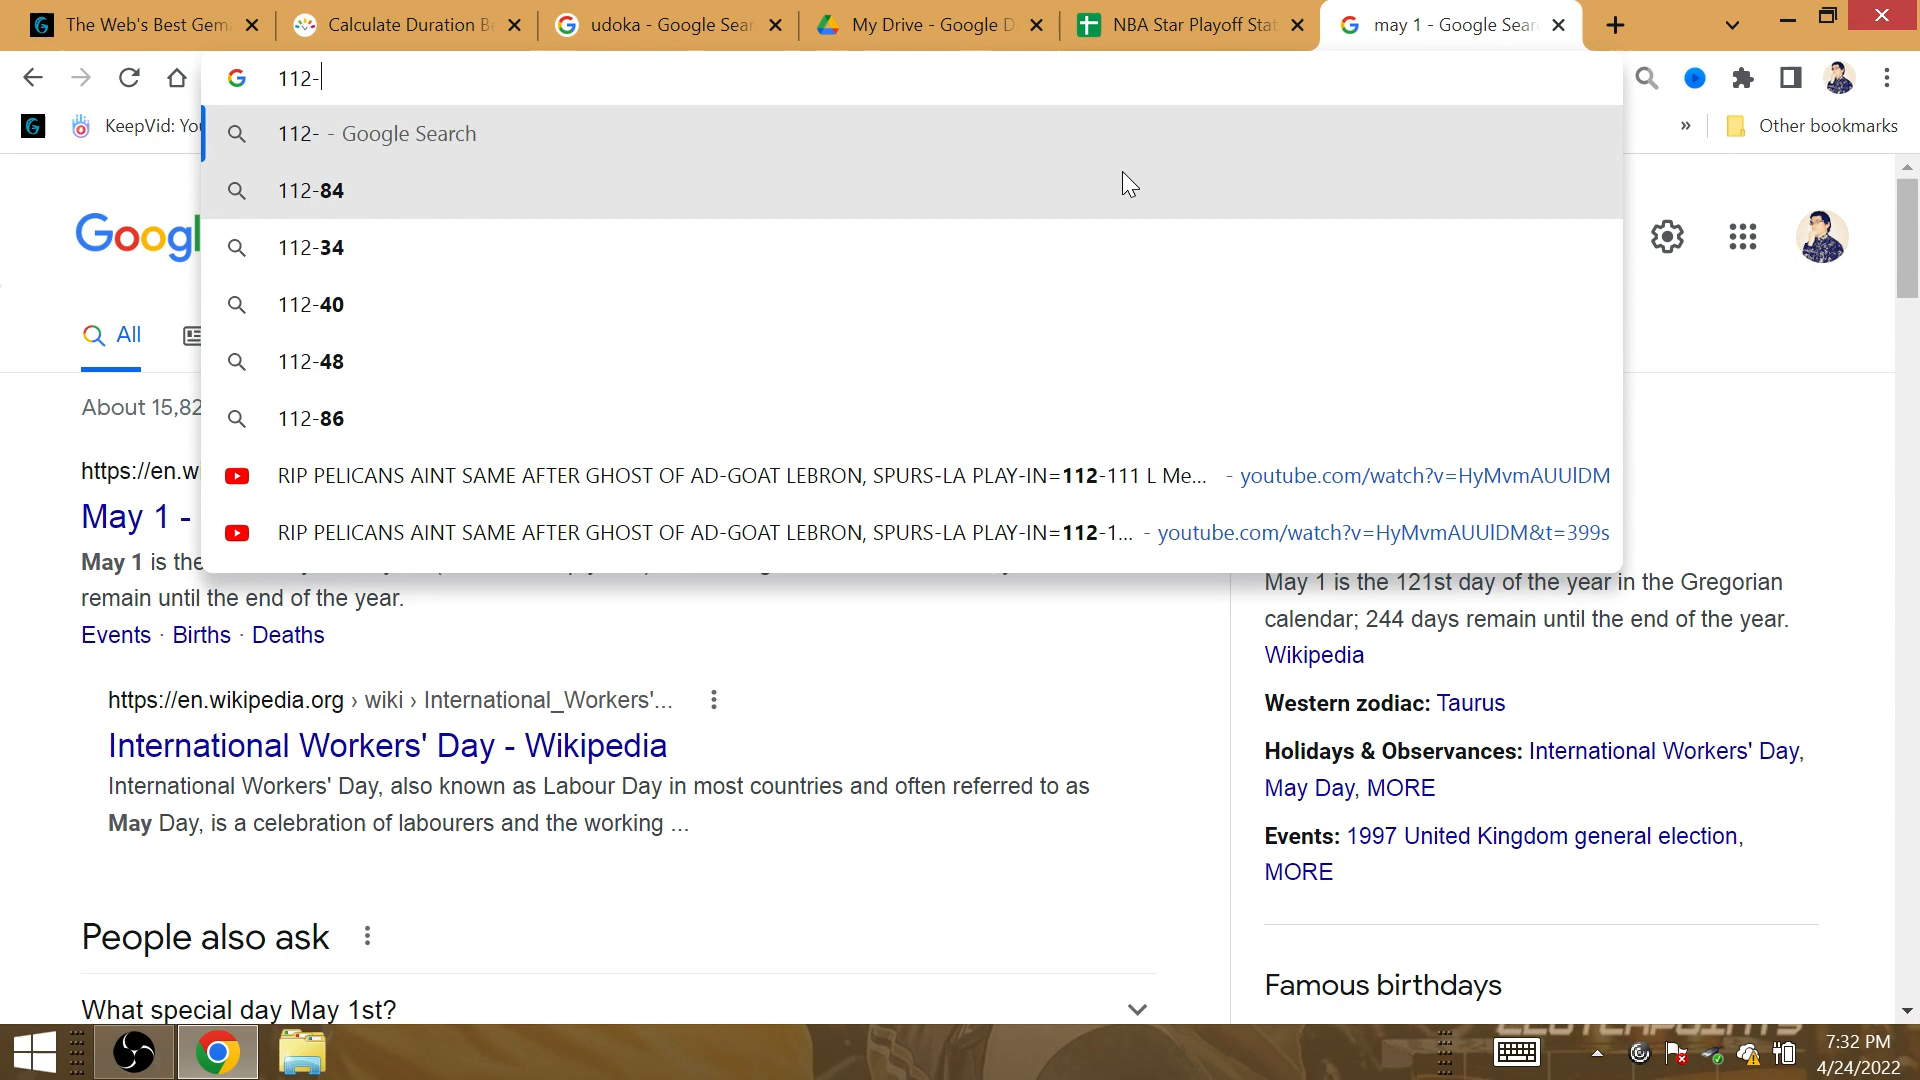 The Web's Best Gem
Calculate Duration Be
udoka - Google Sear
My Drive - Google D
NBA Star Playoff Stat
may 1 - Google Sear
112-
KeepVid: You
»
Other bookmarks
112- - Google Search
112-84
112-34
112-40
112-48
112-86
RIP PELICANS AINT SAME AFTER GHOST OF AD-GOAT LEBRON, SPURS-LA PLAY-IN=112-111 L Me... - youtube.com/watch?v=HyMvmAUUlDM
RIP PELICANS AINT SAME AFTER GHOST OF AD-GOAT LEBRON, SPURS-LA PLAY-IN=112-1... - youtube.com/watch?v=HyMvmAUUlDM&t=399s
Googl
All
About 15,82
https://en.w
May 1 -
May 1 is the
remain until the end of the year.
Events · Births · Deaths
https://en.wikipedia.org › wiki › International_Workers'...
International Workers' Day - Wikipedia
International Workers' Day, also known as Labour Day in most countries and often referred to as
May Day, is a celebration of labourers and the working ...
People also ask
What special day May 1st?
May 1 is the 121st day of the year in the Gregorian
calendar; 244 days remain until the end of the year.
Wikipedia
Western zodiac: Taurus
Holidays & Observances: International Workers' Day,
May Day, MORE
Events: 1997 United Kingdom general election,
MORE
Famous birthdays
7:32 PM
4/24/2022